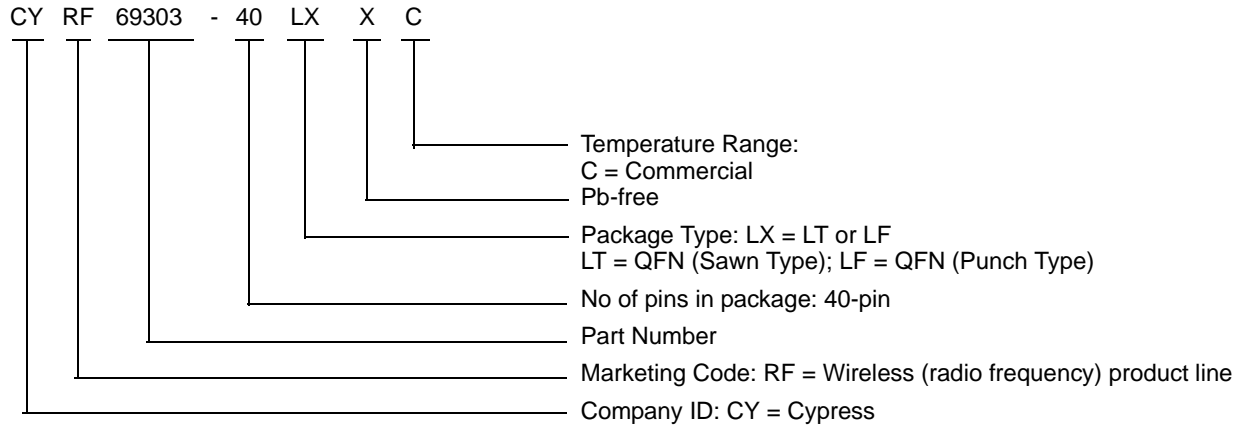 CY RF 69303 - 40 LX X C
Temperature Range:
C = Commercial
Pb-free
Package Type: LX = LT or LF
LT = QFN (Sawn Type); LF = QFN (Punch Type)
No of pins in package: 40-pin
Part Number
Marketing Code: RF = Wireless (radio frequency) product line
Company ID: CY = Cypress